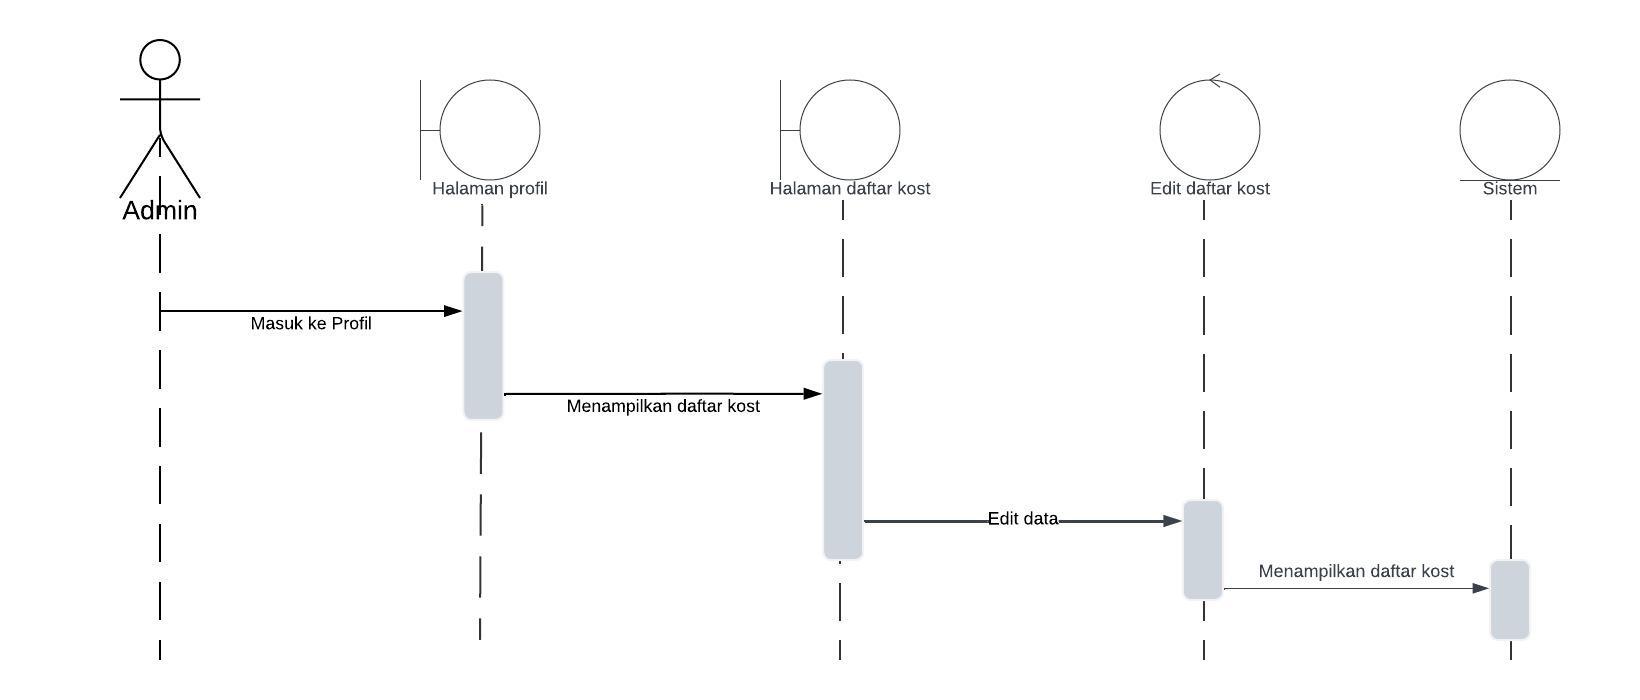 Admin
Halaman profil
Halaman daftar kost
Edit daftar kost
Sistem
Masuk ke Profil
Menampilkan daftar kost
Edit data
Menampilkan daftar kost